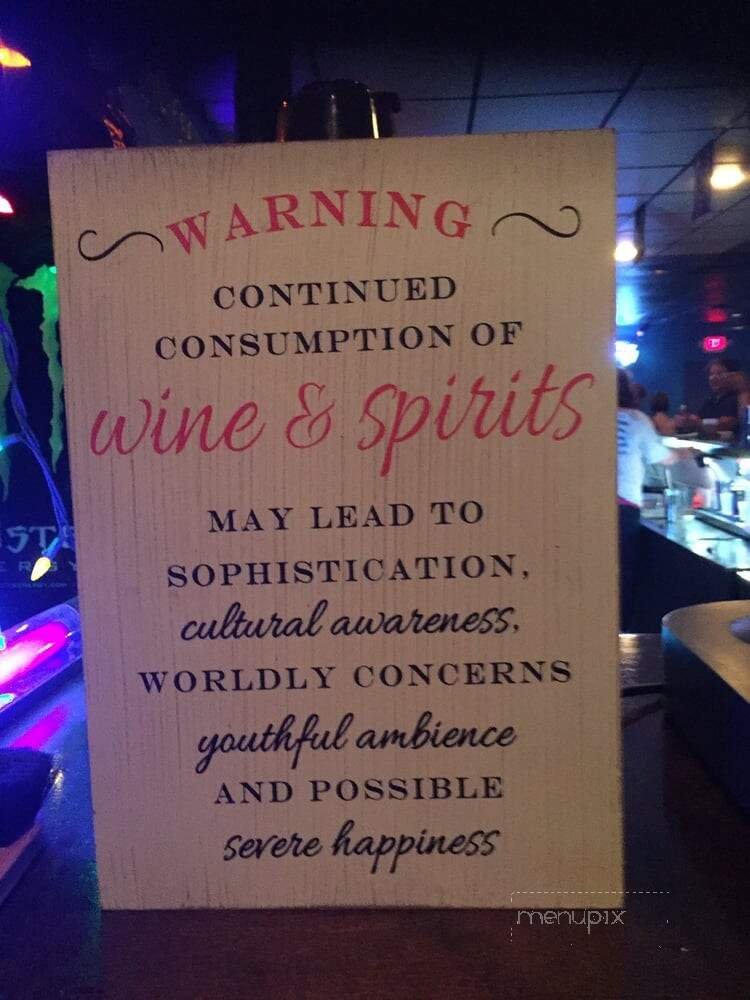 WARNING
CONTINUED
CONSUMPTION OF
wine & spirits
MAY LEAD TO
SOPHISTICATION,
cultural awareness,
WORLDLY CONCERNS
youthful ambience
AND POSSIBLE
severe happiness
menupix